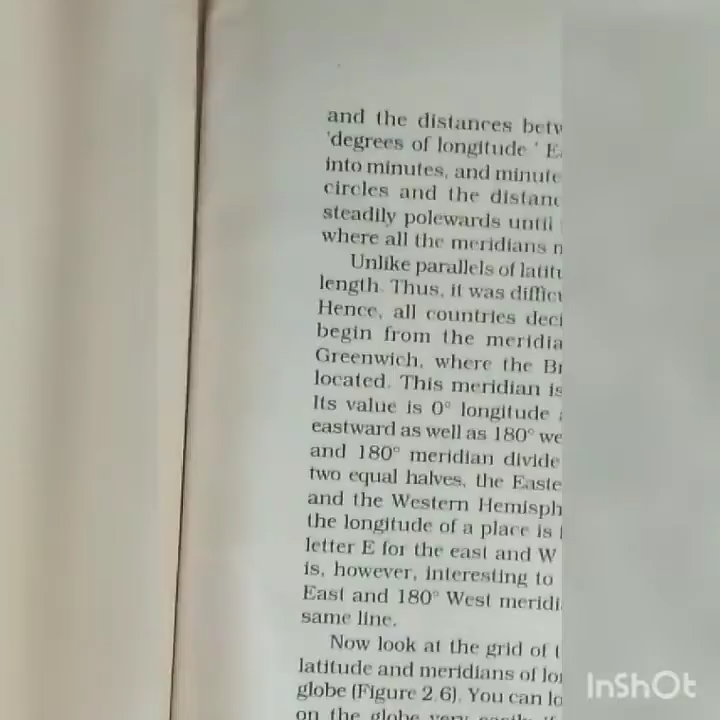 and the distances betw
'degrees of longitude.' E
into minutes, and minute
circles and the distanc
steadily polewards until
where all the meridians
Unlike parallels of latitu
length. Thus, it was difficu
Hence, all countries deci
begin from the meridia
Greenwich, where the Br
located. This meridian is
Its value is 0° longitude
eastward as well as 180° we
and 180° meridian divide
two equal halves, the Easte
and the Western Hemisph
the longitude of a place is
letter E for the east and W
is, however, interesting to
East and 180° West meridi
same line.
Now look at the grid of
latitude and meridians of lo
globe (Figure 2.6). You can lo
on the globe very easily
InShOt